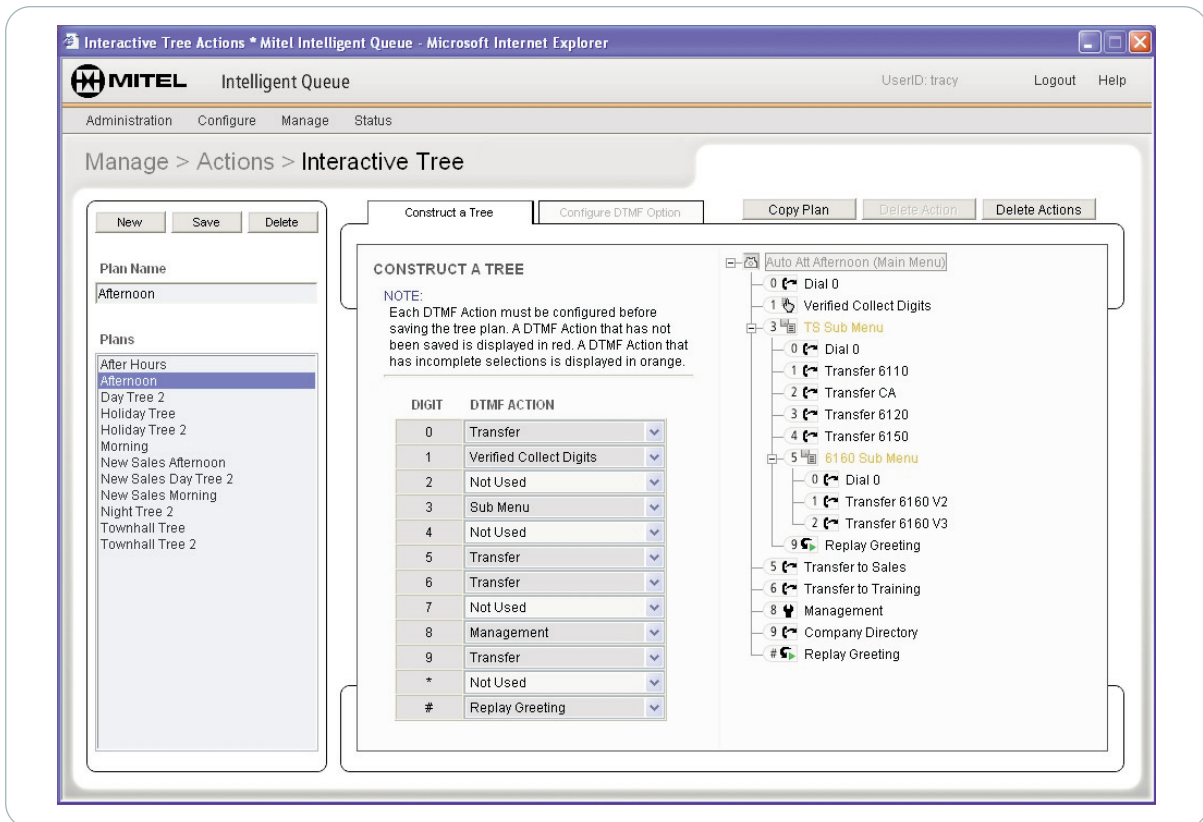 Interactive Tree Actions * Mitel Intelligent Queue - Microsoft Internet Explorer
MITEL Intelligent Queue UserID: tracy Logout Help
Administration Configure Manage Status
Manage > Actions > Interactive Tree
New Save Delete
Plan Name
Afternoon
Plans
After Hours
Afternoon
Day Tree 2
Holiday Tree
Holiday Tree 2
Morning
New Sales Afternoon
New Sales Day Tree 2
New Sales Morning
Night Tree 2
Townhall Tree
Townhall Tree 2
Construct a Tree Configure DTMF Option
Copy Plan Delete Action Delete Actions
CONSTRUCT A TREE
NOTE:
Each DTMF Action must be configured before
saving the tree plan. A DTMF Action that has not
been saved is displayed in red. A DTMF Action that
has incomplete selections is displayed in orange.
DIGIT DTMF ACTION
0 Transfer
1 Verified Collect Digits
2 Not Used
3 Sub Menu
4 Not Used
5 Transfer
6 Transfer
7 Not Used
8 Management
9 Transfer
* Not Used
# Replay Greeting
Auto Att Afternoon (Main Menu)
0 Dial 0
1 Verified Collect Digits
3 TS Sub Menu
0 Dial 0
1 Transfer 6110
2 Transfer CA
3 Transfer 6120
4 Transfer 6150
5 6160 Sub Menu
0 Dial 0
1 Transfer 6160 V2
2 Transfer 6160 V3
9 Replay Greeting
5 Transfer to Sales
6 Transfer to Training
8 Management
9 Company Directory
# Replay Greeting